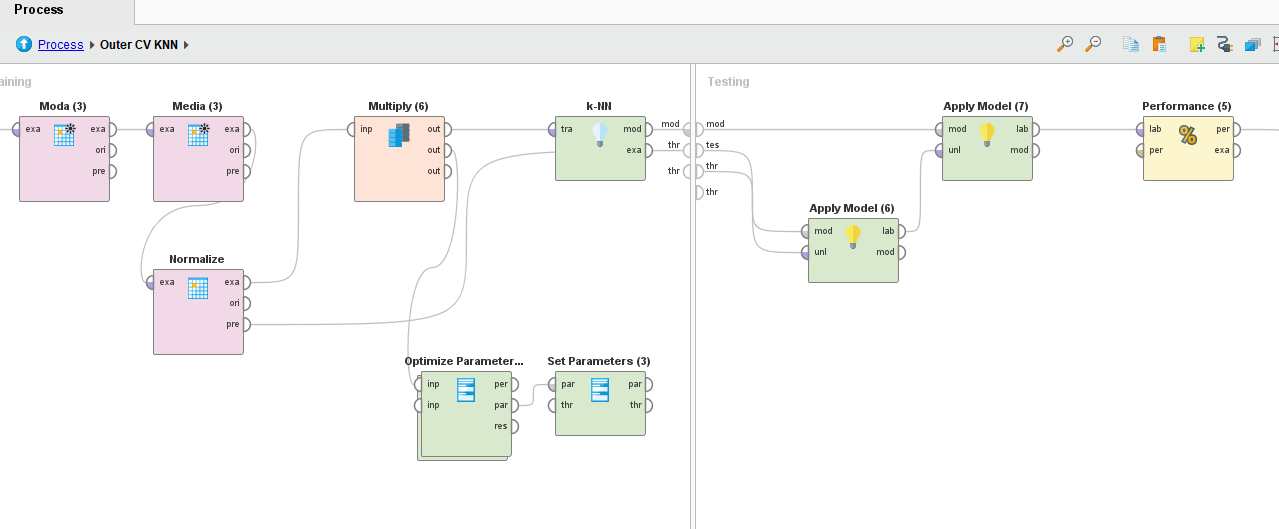 Process
Process Outer CV KNN
aining
Testing
Moda (3)
exa exa
ori
pre
Media (3)
exa exa
ori
pre
Multiply (6)
inp out
out
out
k-NN
tra mod
exa
mod
thr
thr
mod
tes
thr
thr
Apply Model (7)
mod lab
unl mod
Performance (5)
lab per
per exa
Apply Model (6)
mod lab
unl mod
Normalize
exa exa
ori
pre
Optimize Parameter...
inp per
inp par
res
Set Parameters (3)
par par
thr thr